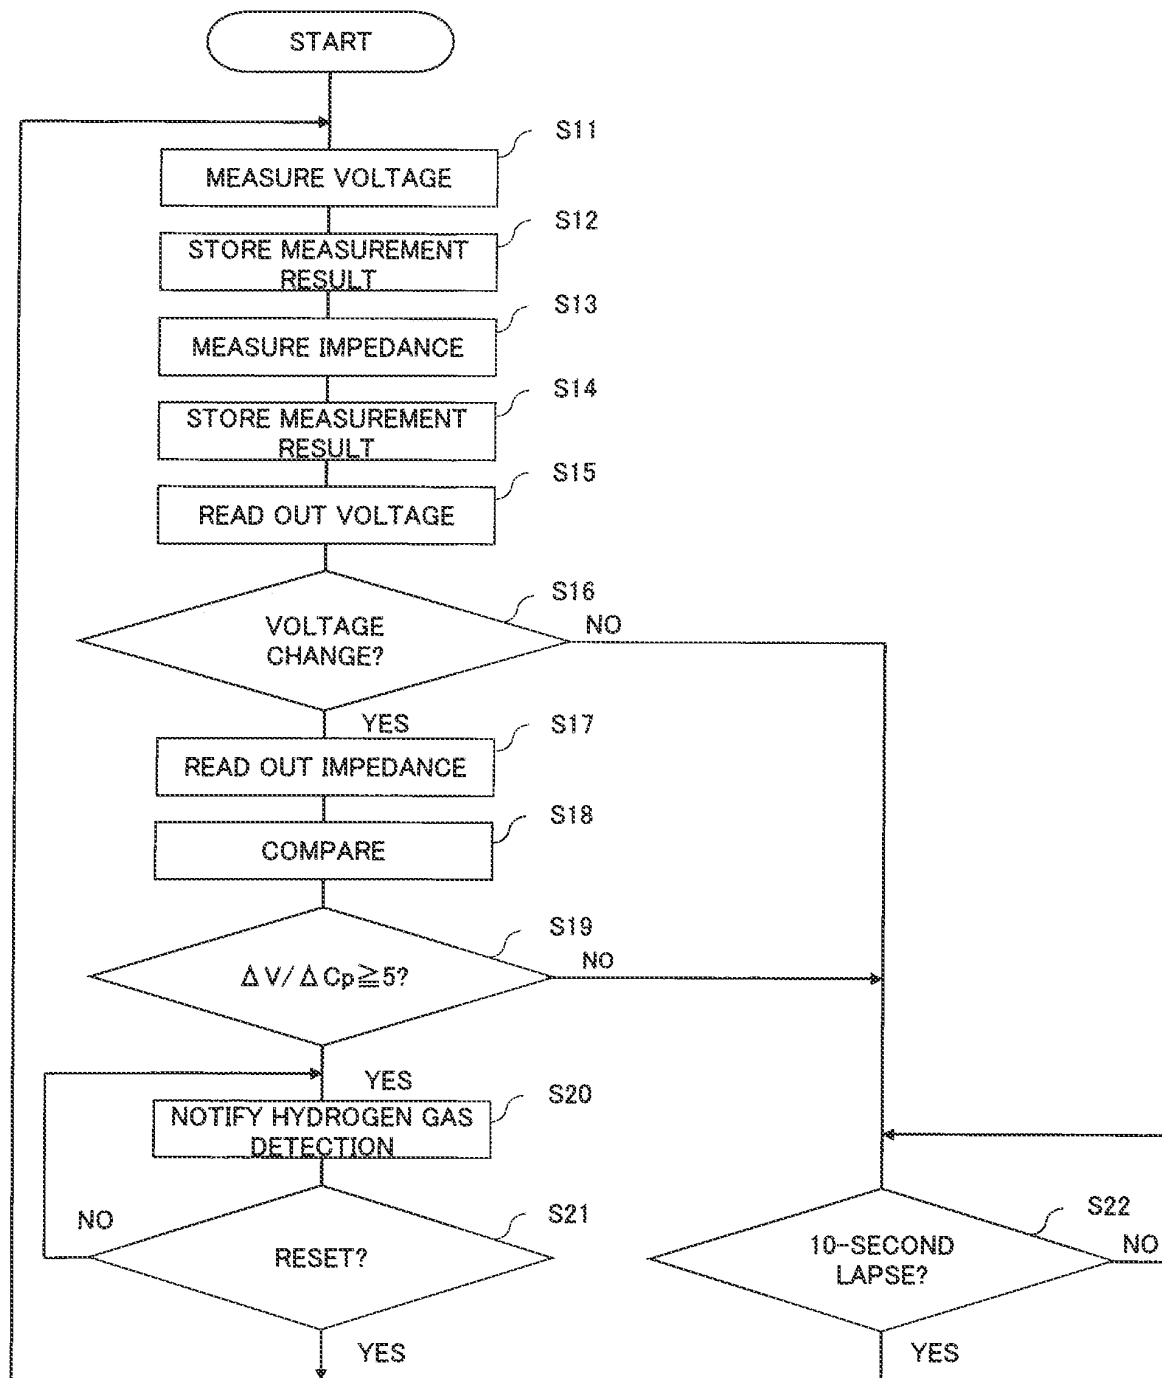 START
S11
MEASURE VOLTAGE
S12
STORE MEASUREMENT
RESULT
S13
MEASURE IMPEDANCE
S14
STORE MEASUREMENT
RESULT
S15
READ OUT VOLTAGE
S16
VOLTAGE
CHANGE?
NO
YES
S17
READ OUT IMPEDANCE
S18
COMPARE
S19
ΔV/ΔCp≧5?
NO
YES
S20
NOTIFY HYDROGEN GAS
DETECTION
S21
NO
RESET?
YES
S22
10-SECOND
LAPSE?
NO
YES